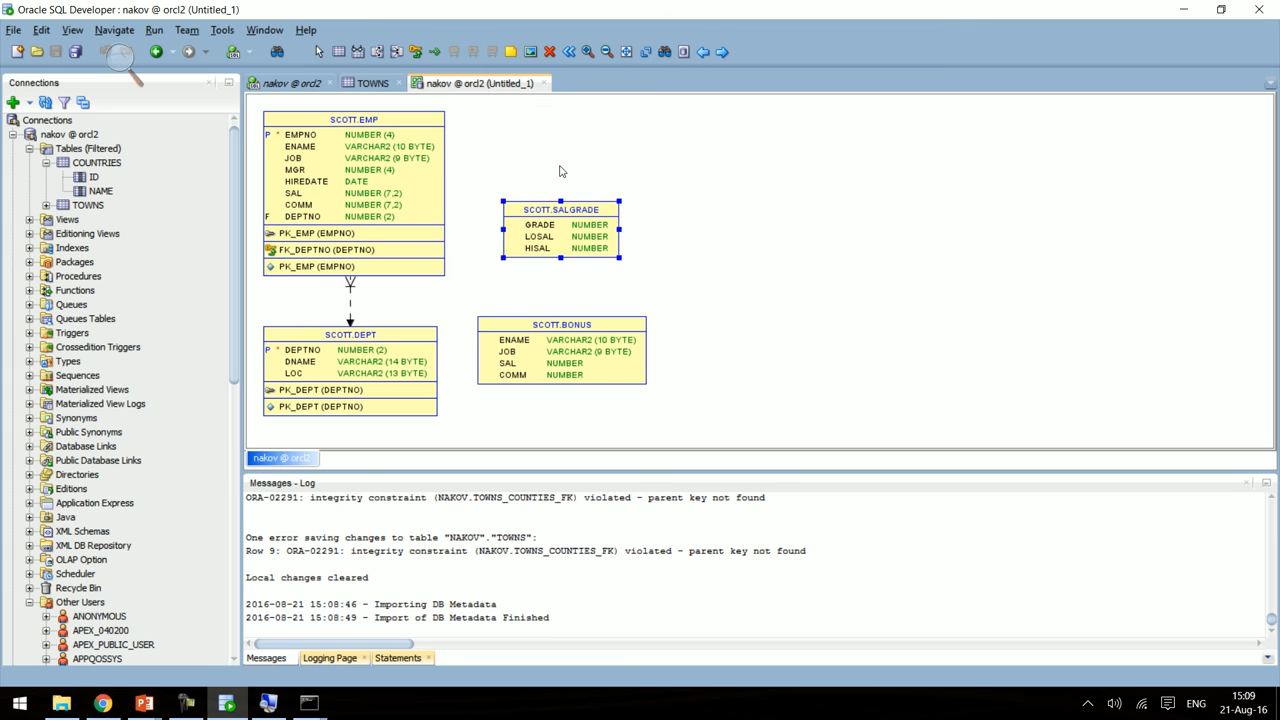 Oracle SQL Developer : nakov @ orcl2 (Untitled_1)
File Edit View Navigate Run Team Tools Window Help
Connections
nakov @ orcl2
TOWNS
nakov @ orcl2 (Untitled_1)
Connections
nakov @ orcl2
Tables (Filtered)
COUNTRIES
ID
NAME
TOWNS
Views
Editioning Views
Indexes
Packages
Procedures
Functions
Queues
Queues Tables
Triggers
Crossedition Triggers
Types
Sequences
Materialized Views
Materialized View Logs
Synonyms
Public Synonyms
Database Links
Public Database Links
Directories
Editions
Application Express
Java
XML Schemas
XML DB Repository
OLAP Option
Scheduler
Recycle Bin
Other Users
ANONYMOUS
APEX_040200
APEX_PUBLIC_USER
APPQOSSYS
SCOTT.EMP
P * EMPNO NUMBER (4)
ENAME VARCHAR2 (10 BYTE)
JOB VARCHAR2 (9 BYTE)
MGR NUMBER (4)
HIREDATE DATE
SAL NUMBER (7,2)
COMM NUMBER (7,2)
F DEPTNO NUMBER (2)
PK_EMP (EMPNO)
FK_DEPTNO (DEPTNO)
PK_EMP (EMPNO)
SCOTT.DEPT
P * DEPTNO NUMBER (2)
DNAME VARCHAR2 (14 BYTE)
LOC VARCHAR2 (13 BYTE)
PK_DEPT (DEPTNO)
PK_DEPT (DEPTNO)
SCOTT.SALGRADE
GRADE NUMBER
LOSAL NUMBER
HISAL NUMBER
SCOTT.BONUS
ENAME VARCHAR2 (10 BYTE)
JOB VARCHAR2 (9 BYTE)
SAL NUMBER
COMM NUMBER
nakov @ orcl2
Messages - Log
ORA-02291: integrity constraint (NAKOV.TOWNS_COUNTIES_FK) violated - parent key not found
One error saving changes to table "NAKOV"."TOWNS":
Row 9: ORA-02291: integrity constraint (NAKOV.TOWNS_COUNTIES_FK) violated - parent key not found
Local changes cleared
2016-08-21 15:08:46 - Importing DB Metadata
2016-08-21 15:08:49 - Import of DB Metadata Finished
Messages Logging Page Statements
ENG
15:09
21-Aug-16